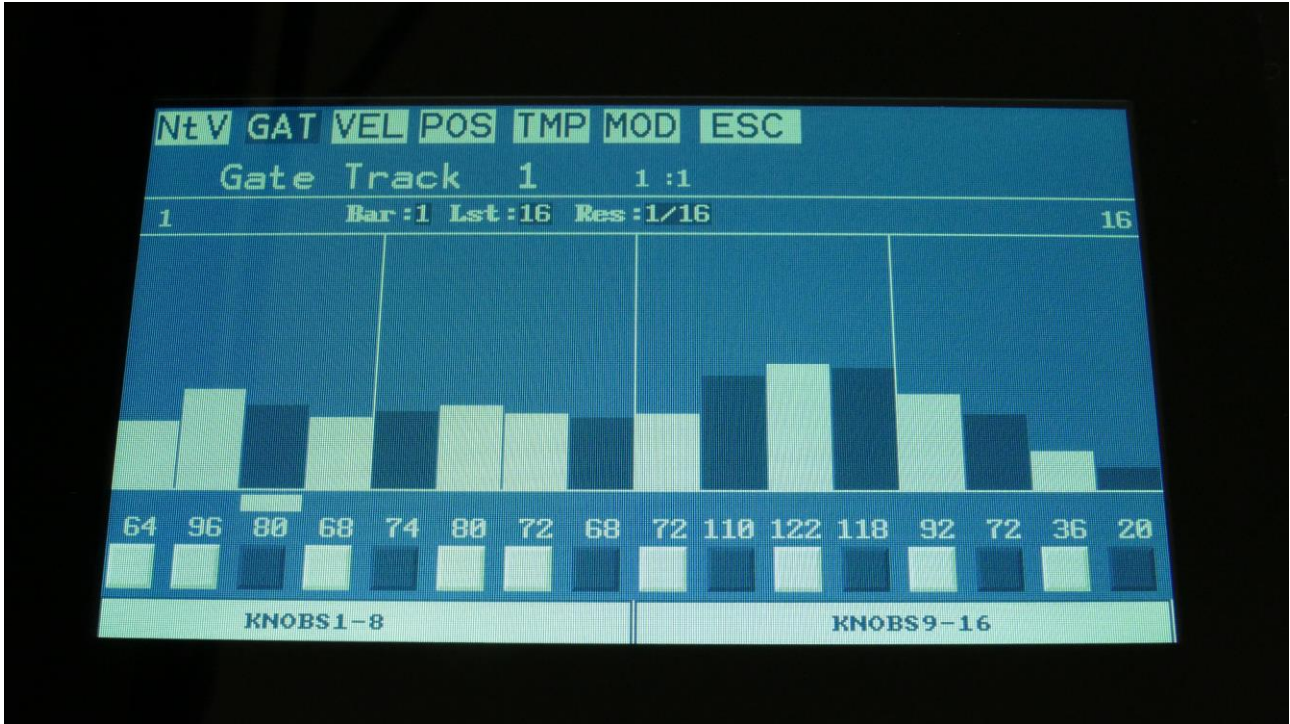 NtV GAT VEL POS TMP MOD ESC
Gate Track 1 1 :1
1 Bar:1 Lst:16 Res:1/16 16
64 96 80 68 74 80 72 68 72 110 122 118 92 72 36 20
KNOBS1-8 KNOBS9-16